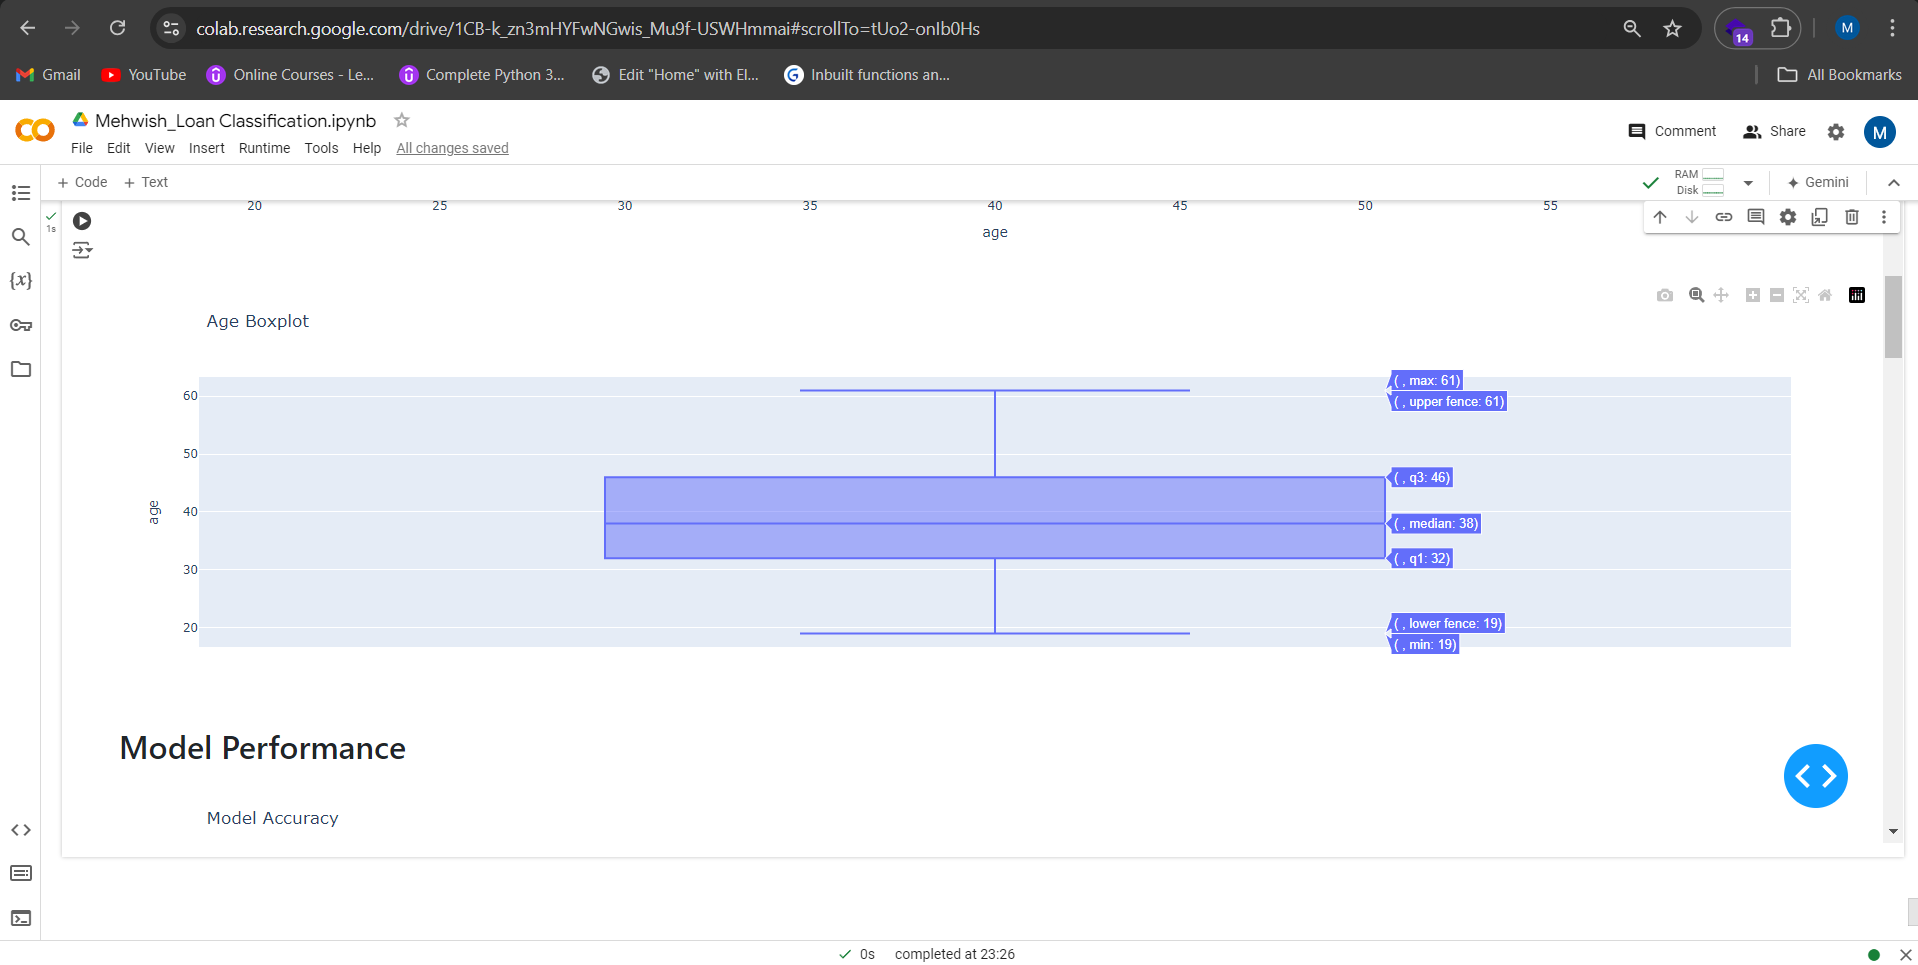 colab.research.google.com/drive/1CB-k_zn3mHYFwNGwis_Mu9f-USWHmmai#scrollTo=tUo2-onIb0Hs
14
M
Gmail
YouTube
Online Courses - Le...
Complete Python 3...
Edit "Home" with El...
Inbuilt functions an...
All Bookmarks
CO
Mehwish_Loan Classification.ipynb
File Edit View Insert Runtime Tools Help All changes saved
Comment
Share
M
+ Code + Text
RAM
Disk
Gemini
1s
20 25 30 35 40 45 50 55
age
{x}
Age Boxplot
60
50
40
30
20
age
( , max: 61)
( , upper fence: 61)
( , q3: 46)
( , median: 38)
( , q1: 32)
( , lower fence: 19)
( , min: 19)
Model Performance
Model Accuracy
0s completed at 23:26